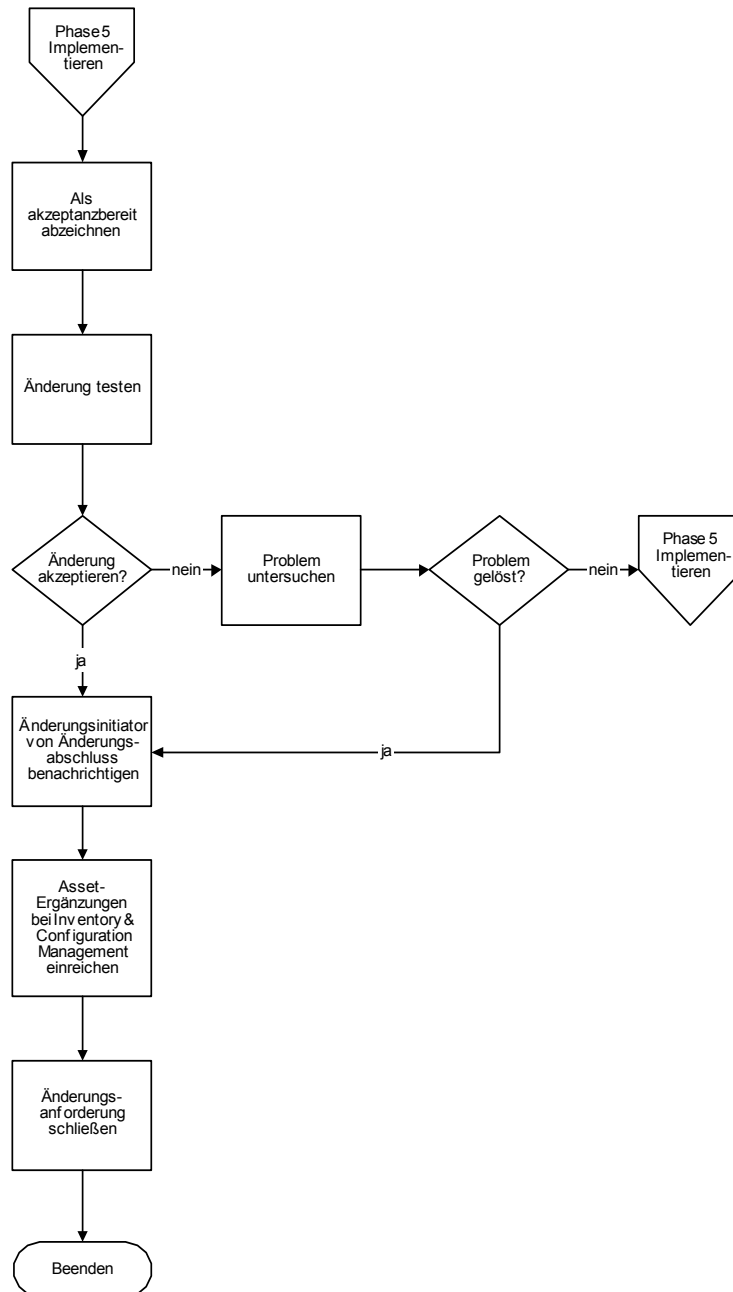 Phase 5
Implemen-
tieren
Als
akzeptanzbereit
abzeichnen
Änderung testen
Änderung
akzeptieren?
nein
Problem
untersuchen
Problem
gelöst?
nein
Phase 5
Implemen-
tieren
ja
Änderungsinitiator
von Änderungs-
abschluss
benachrichtigen
ja
Asset-
Ergänzungen
bei Inventory &
Configuration
Management
einreichen
Änderungs-
anforderung
schließen
Beenden